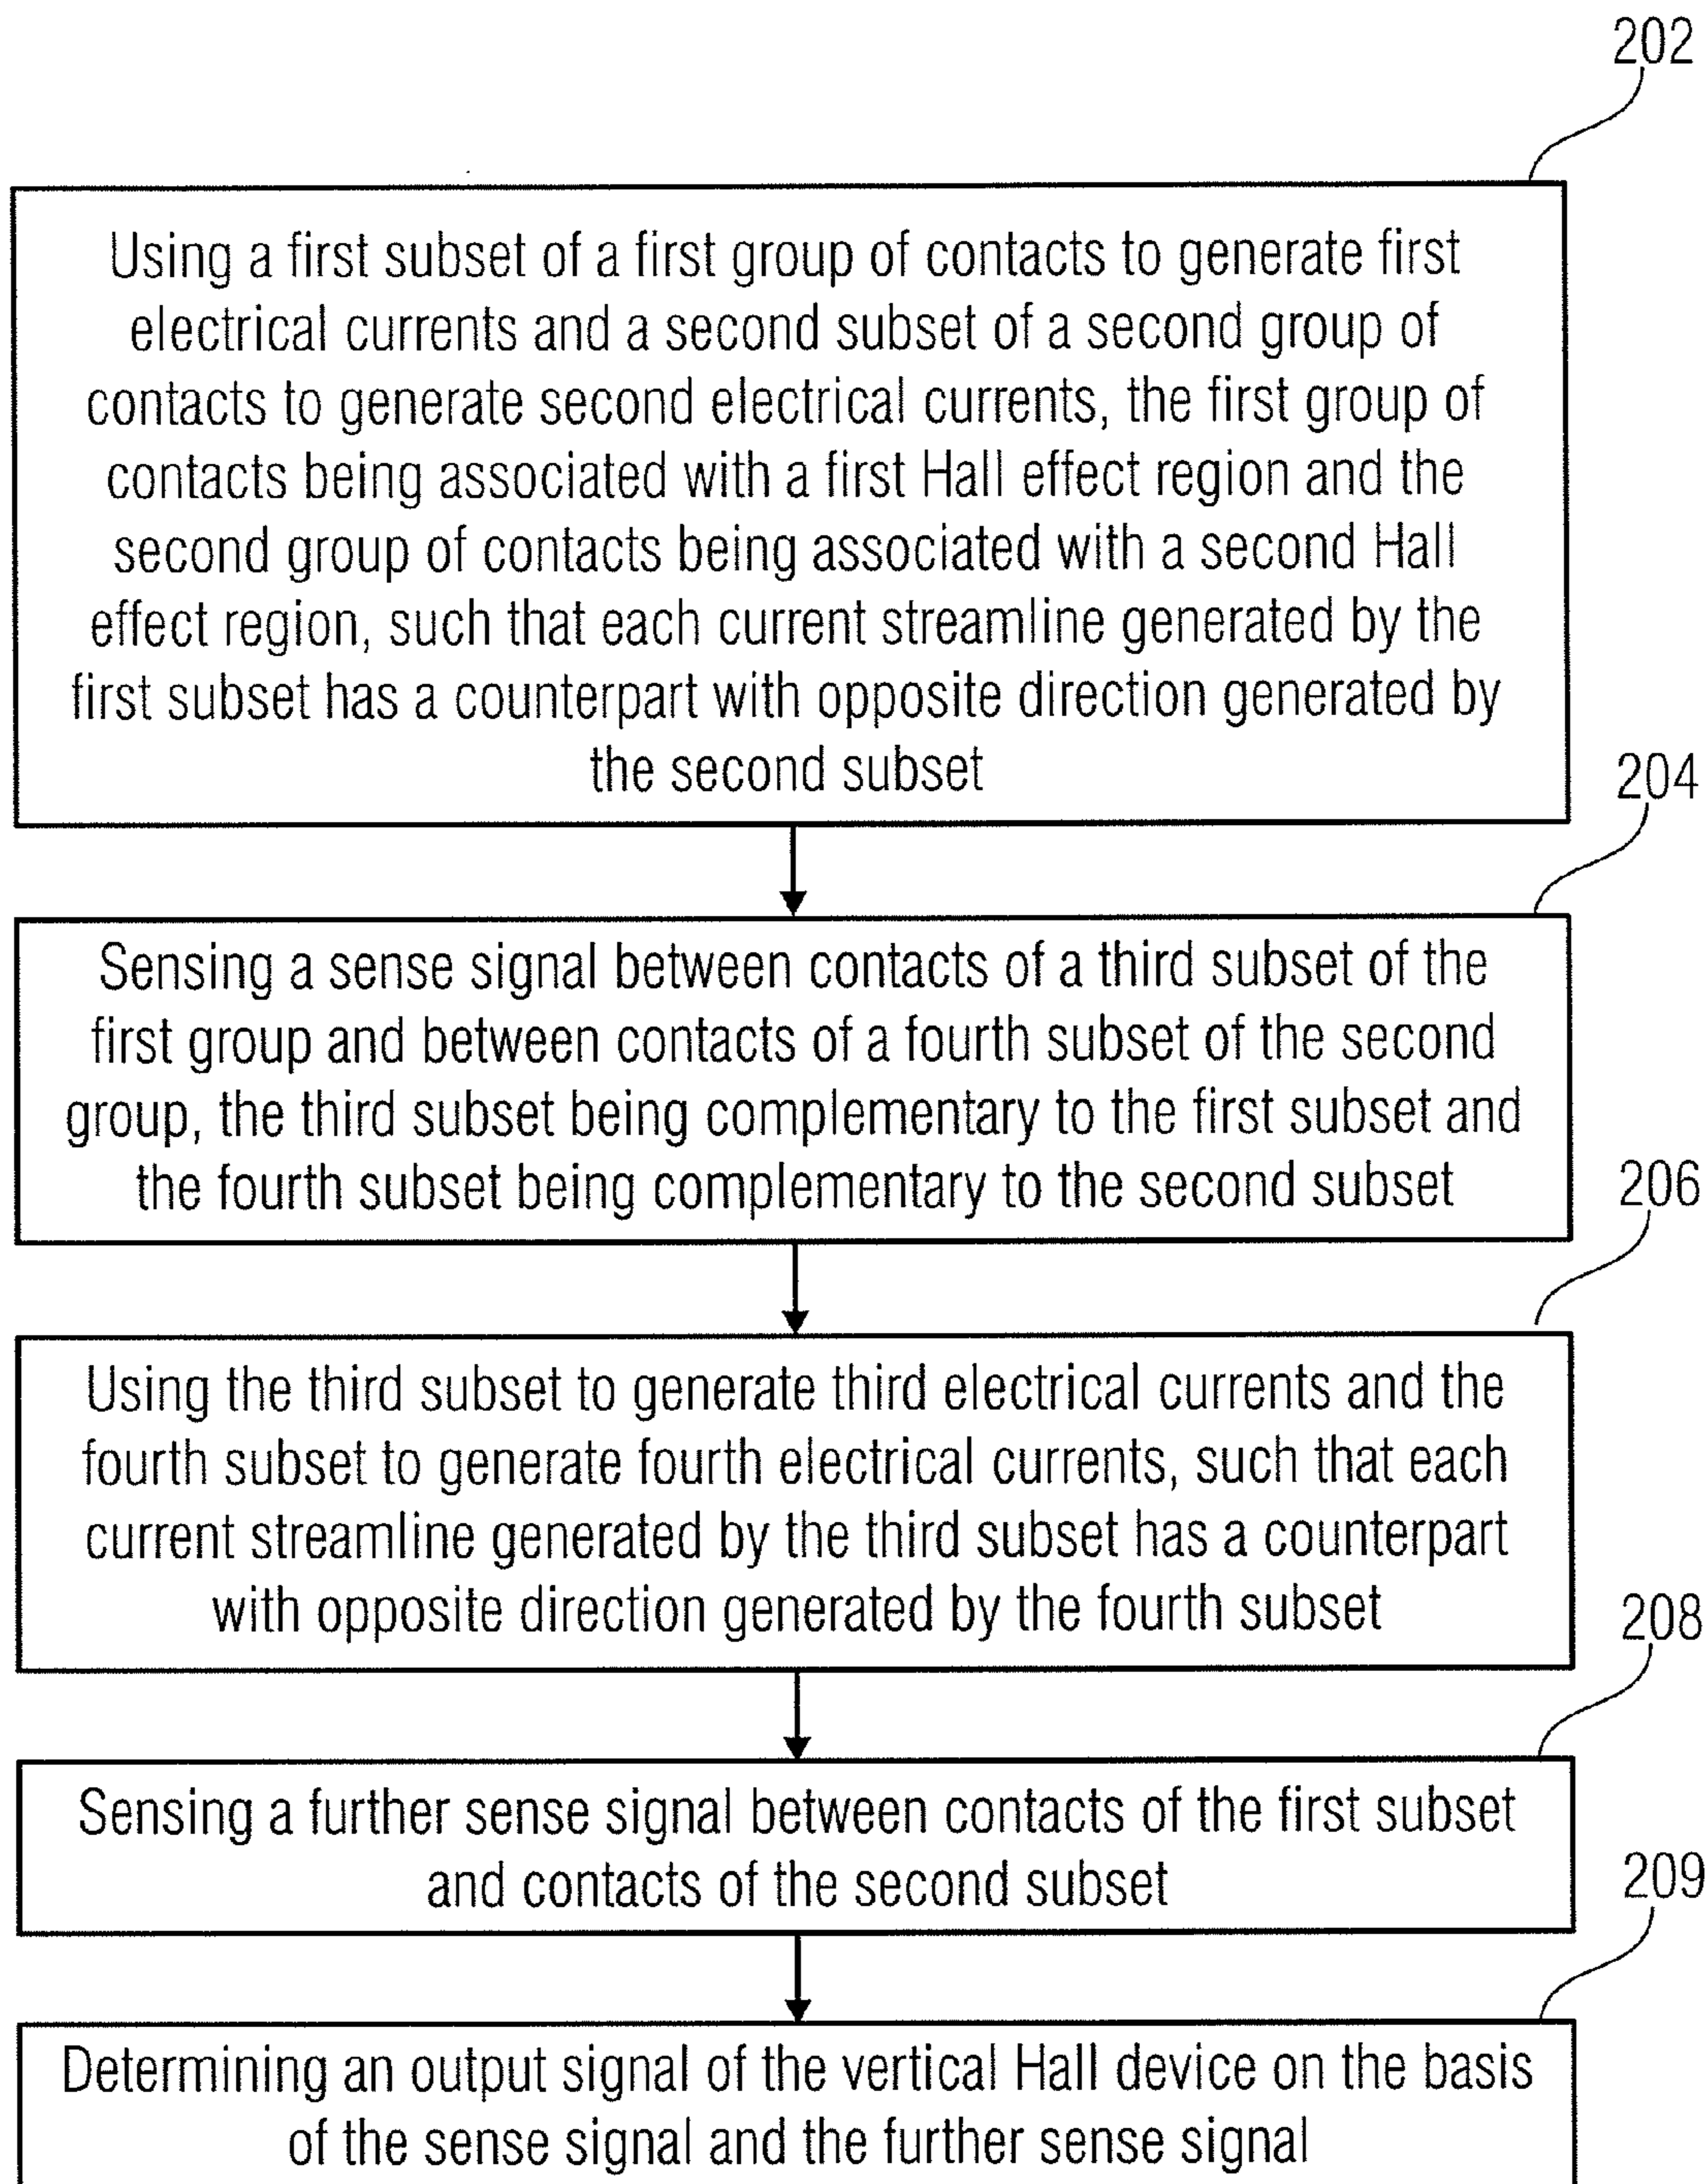 202
Using a first subset of a first group of contacts to generate first
electrical currents and a second subset of a second group of
contacts to generate second electrical currents, the first group of
contacts being associated with a first Hall effect region and the
second group of contacts being associated with a second Hall
effect region, such that each current streamline generated by the
first subset has a counterpart with opposite direction generated by
the second subset
204
Sensing a sense signal between contacts of a third subset of the
first group and between contacts of a fourth subset of the second
group, the third subset being complementary to the first subset and
the fourth subset being complementary to the second subset
206
Using the third subset to generate third electrical currents and the
fourth subset to generate fourth electrical currents, such that each
current streamline generated by the third subset has a counterpart
with opposite direction generated by the fourth subset
208
Sensing a further sense signal between contacts of the first subset
and contacts of the second subset
209
Determining an output signal of the vertical Hall device on the basis
of the sense signal and the further sense signal